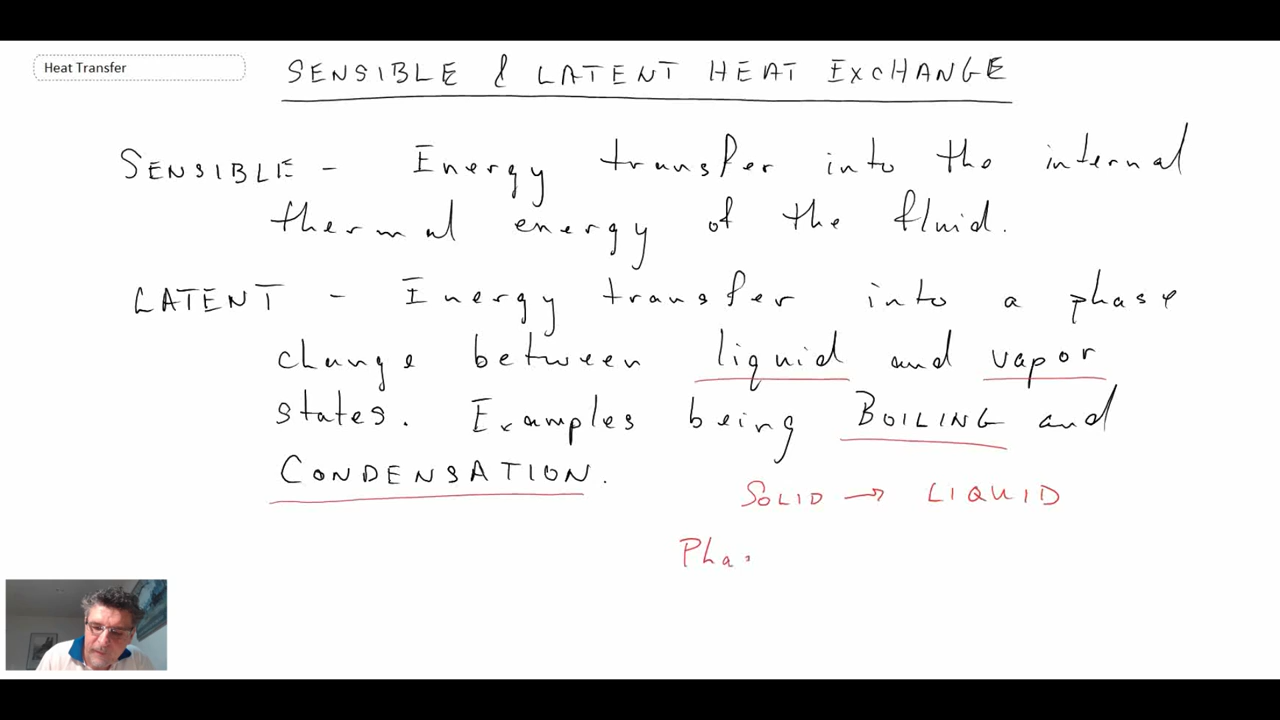 Heat Transfer
SENSIBLE & LATENT HEAT EXCHANGE
SENSIBLE - Energy transfer into the internal
thermal energy of the fluid.
LATENT - Energy transfer into a phase
change between liquid and vapor
states. Examples being BOILING and
CONDENSATION.
SOLID → LIQUID
Pha